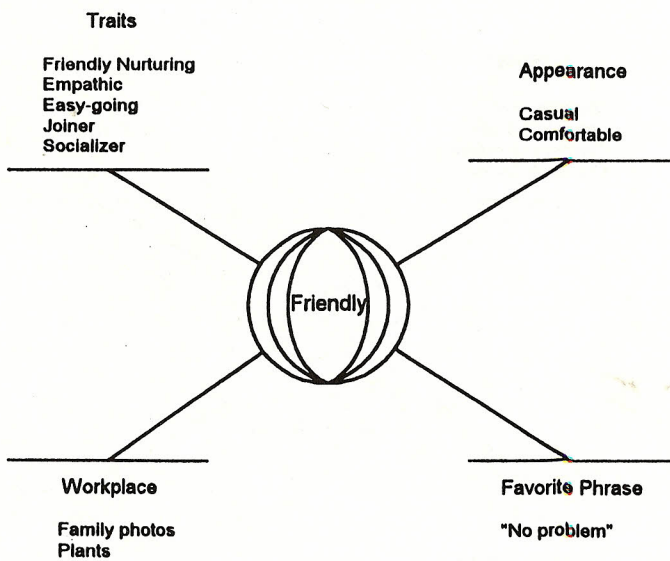 Traits
Friendly Nurturing
Empathic
Easy-going
Joiner
Socializer
Appearance
Casual
Comfortable
Friendly
Workplace
Family photos
Plants
Favorite Phrase
"No problem"